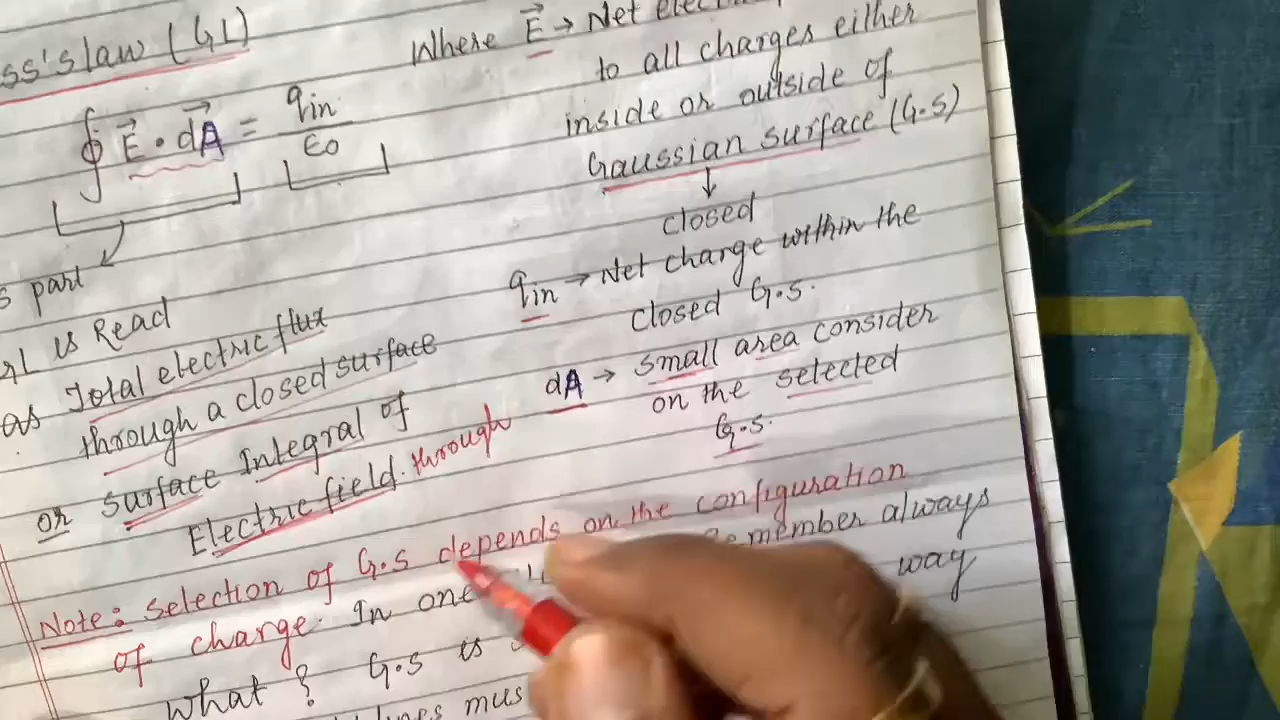 ss's law (GL)
∮ E⃗ · dA⃗ = qin / ε0
s part
is Read
as Total electric flux
through a closed surface
or surface Integral of
Electric field through
Where E⃗ → Net
to all charges either
inside or outside of
Gaussian surface (G.S)
↓
closed
qin → Net charge within the
closed G.S.
dA → small area consider
on the selected
G.S.
Note: Selection of G.S depends on the configuration
of charge. In one member always
what? G.S is way
mus